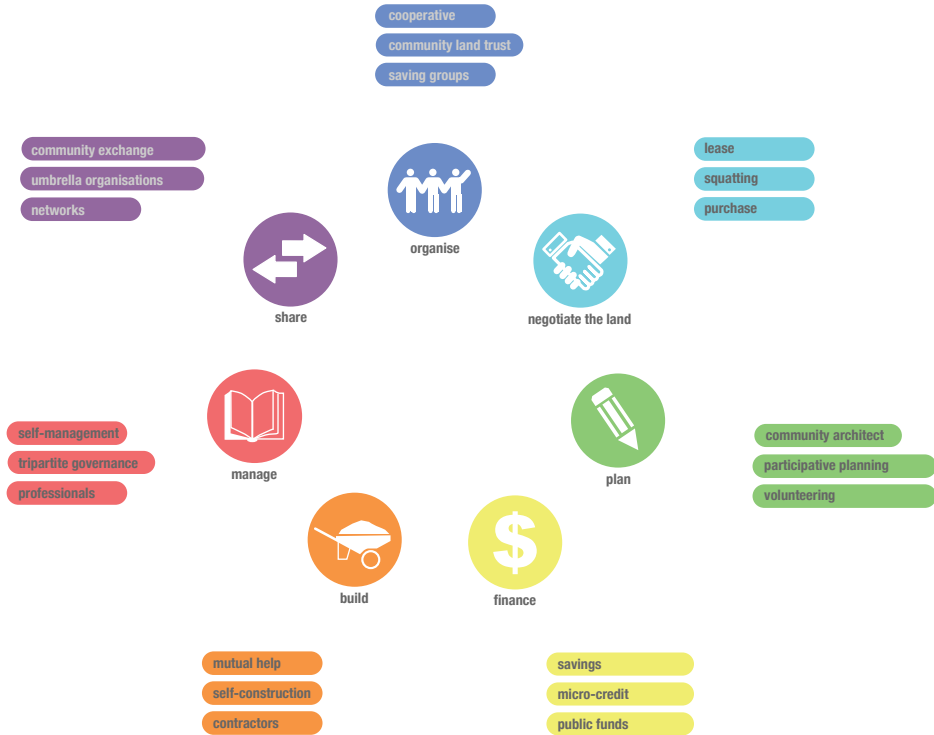 cooperative
community land trust
saving groups
organise
lease
squatting
purchase
negotiate the land
community architect
participative planning
volunteering
plan
savings
micro-credit
public funds
finance
mutual help
self-construction
contractors
build
self-management
tripartite governance
professionals
manage
community exchange
umbrella organisations
networks
share
$